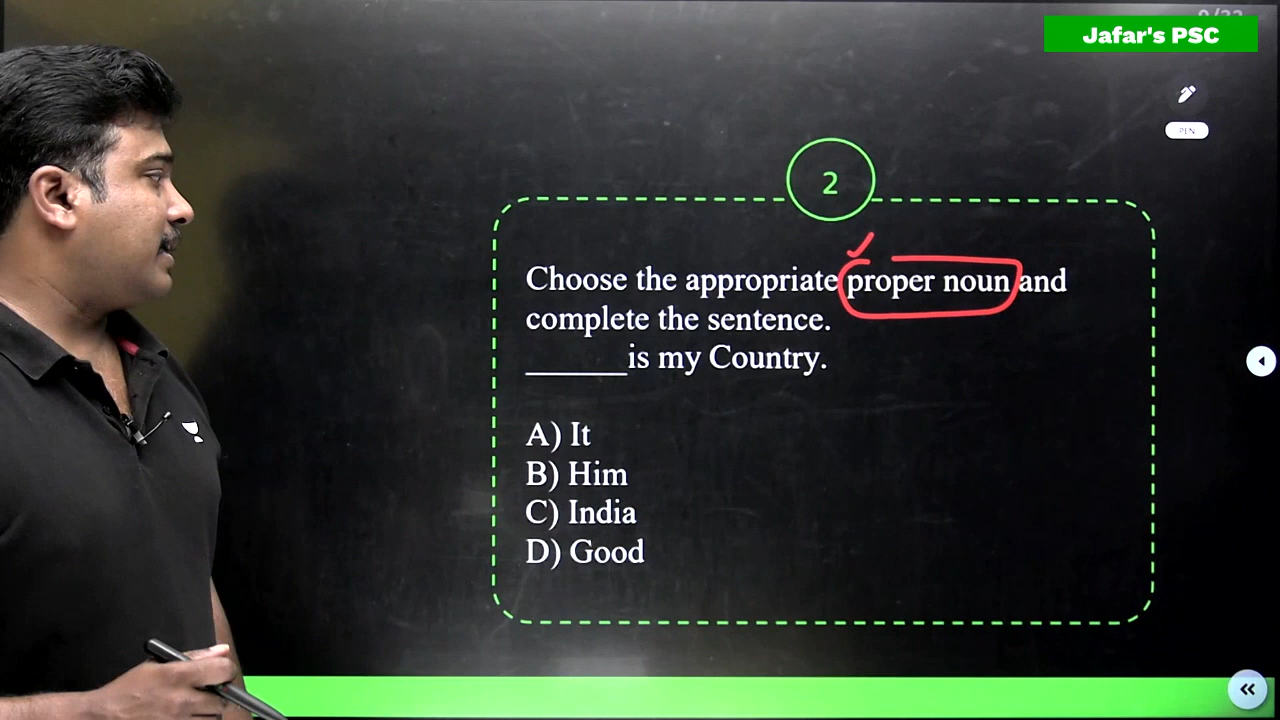 Jafar's PSC
PEN
2
Choose the appropriate proper noun and
complete the sentence.
______is my Country.
A) It
B) Him
C) India
D) Good